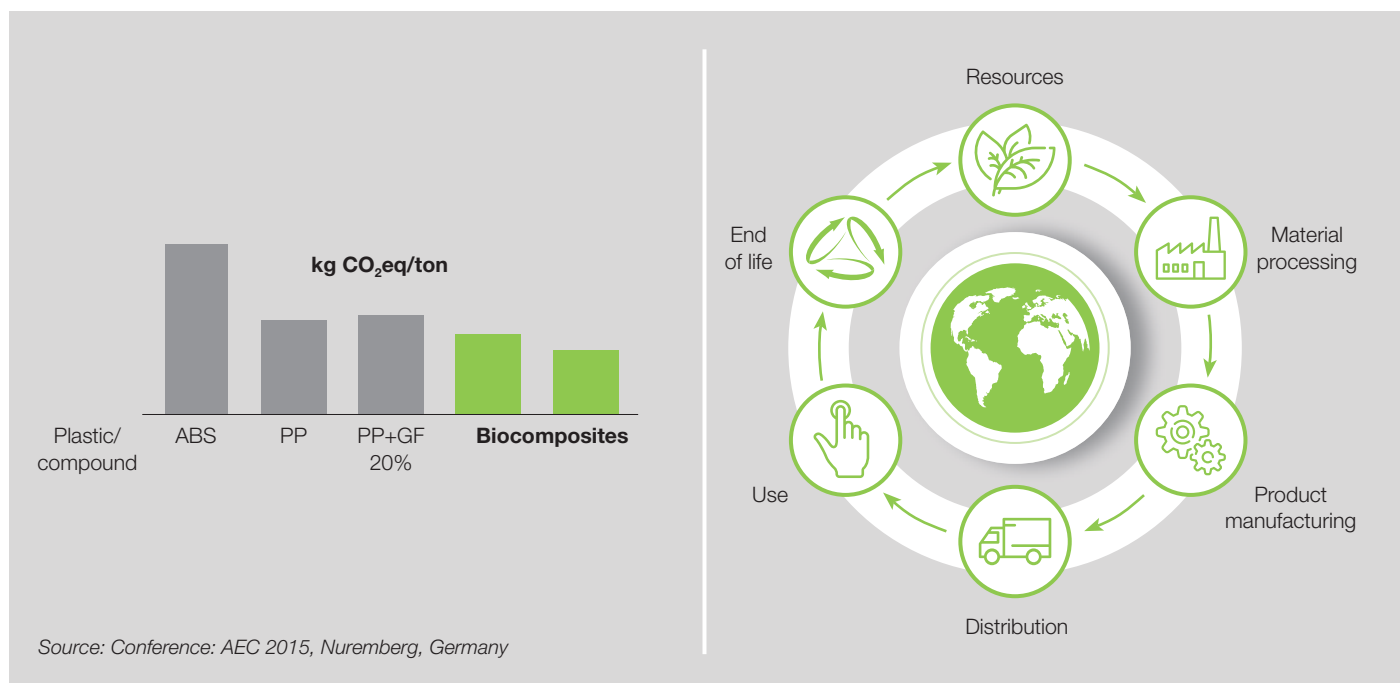 kg CO₂eq/ton
Plastic/
compound
ABS
PP
PP+GF
20%
Biocomposites
Source: Conference: AEC 2015, Nuremberg, Germany
Resources
Material
processing
Product
manufacturing
Distribution
Use
End
of life